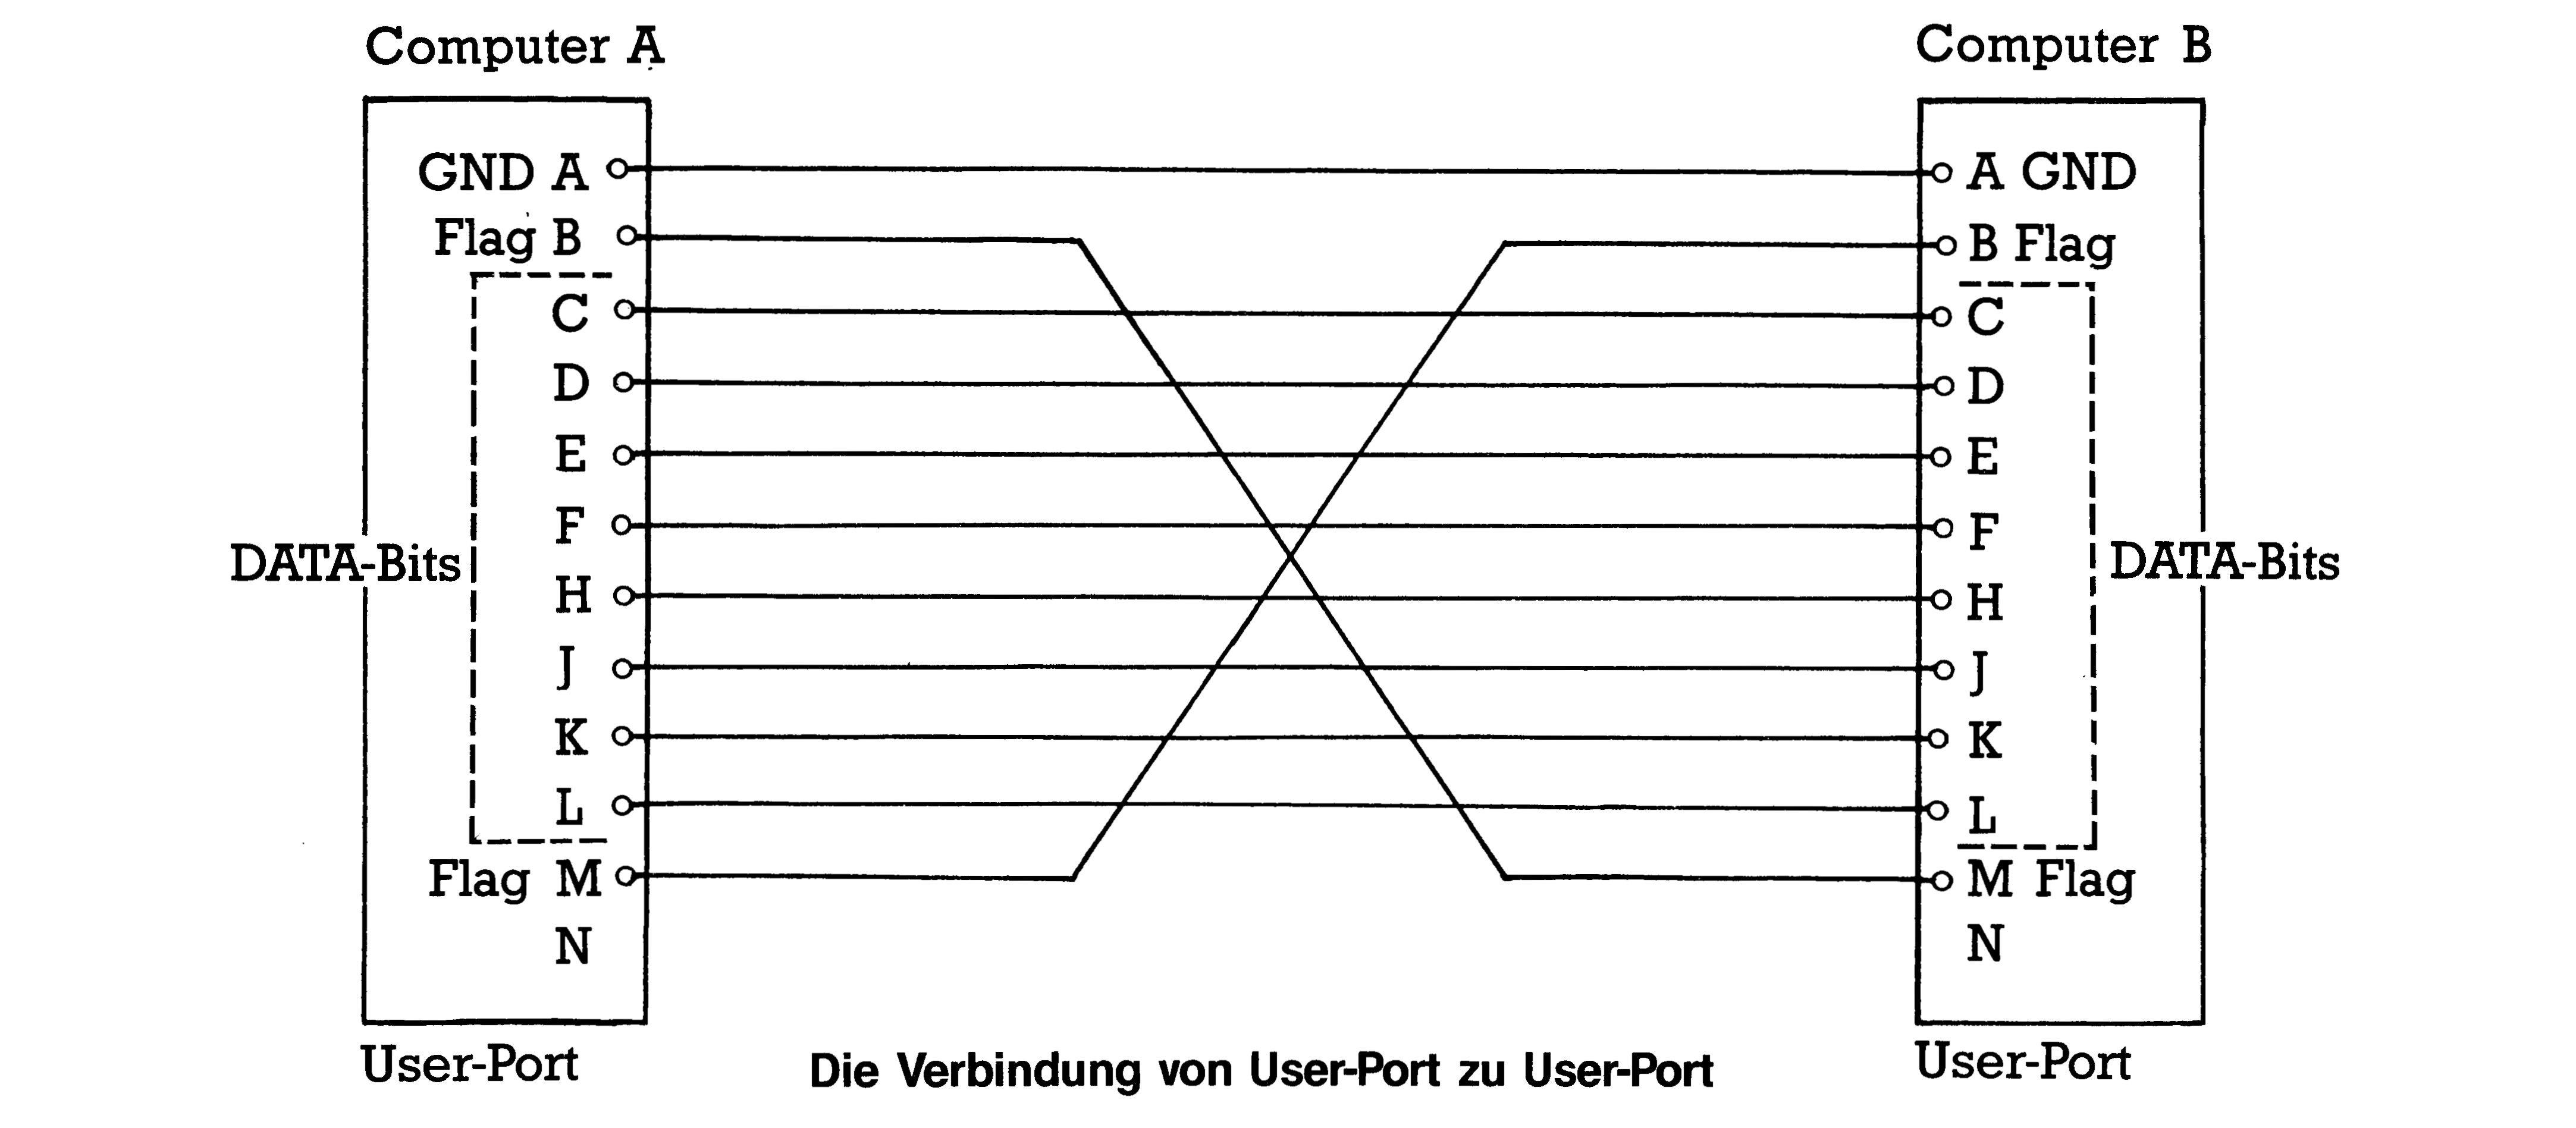 Computer A
Computer B
GND A
A GND
Flag B
B Flag
C
C
D
D
E
E
F
F
DATA-Bits
DATA-Bits
H
H
J
J
K
K
L
L
Flag M
M Flag
N
N
User-Port
User-Port
Die Verbindung von User-Port zu User-Port